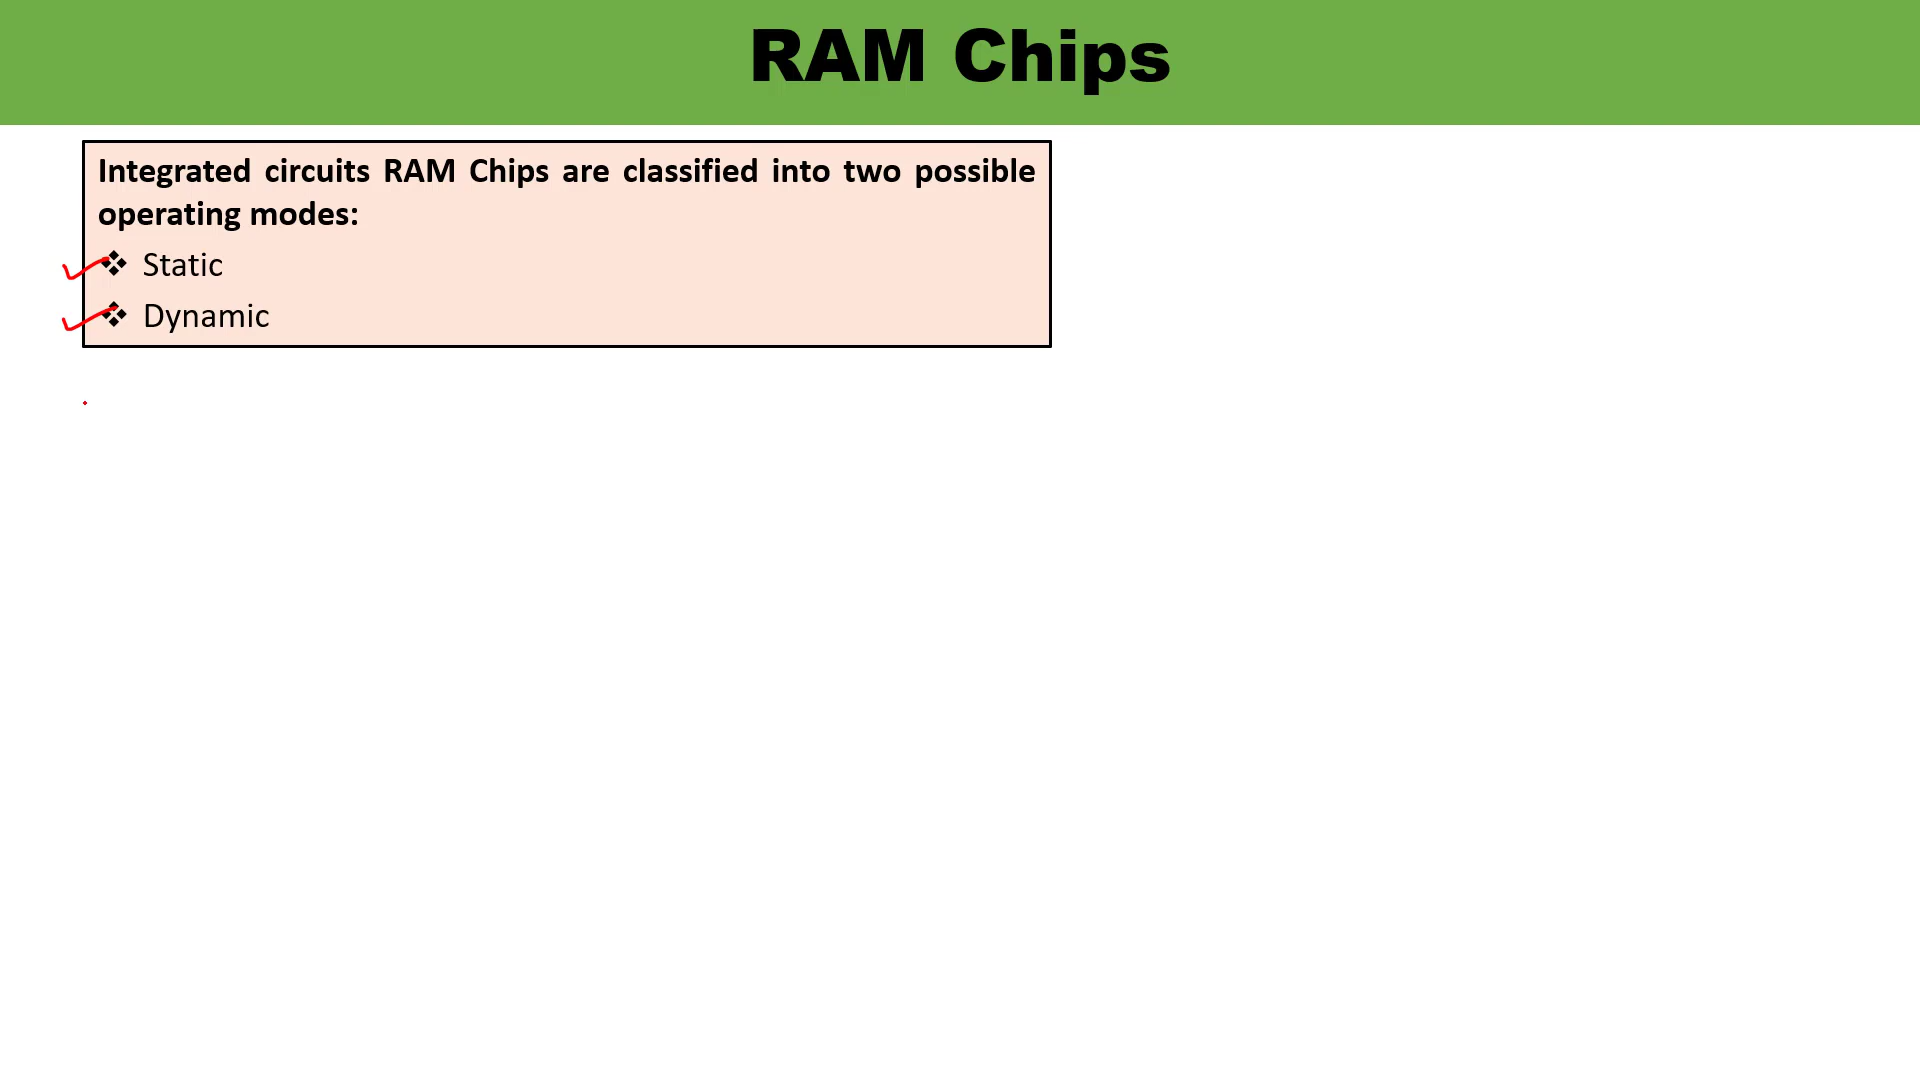 RAM Chips
Integrated circuits RAM Chips are classified into two possible
operating modes:
❖ Static
❖ Dynamic